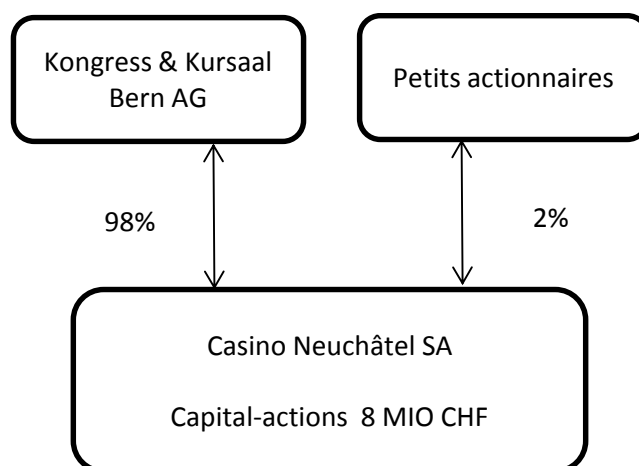 Kongress & Kursaal
Bern AG
Petits actionnaires
98%
2%
Casino Neuchâtel SA
Capital-actions 8 MIO CHF